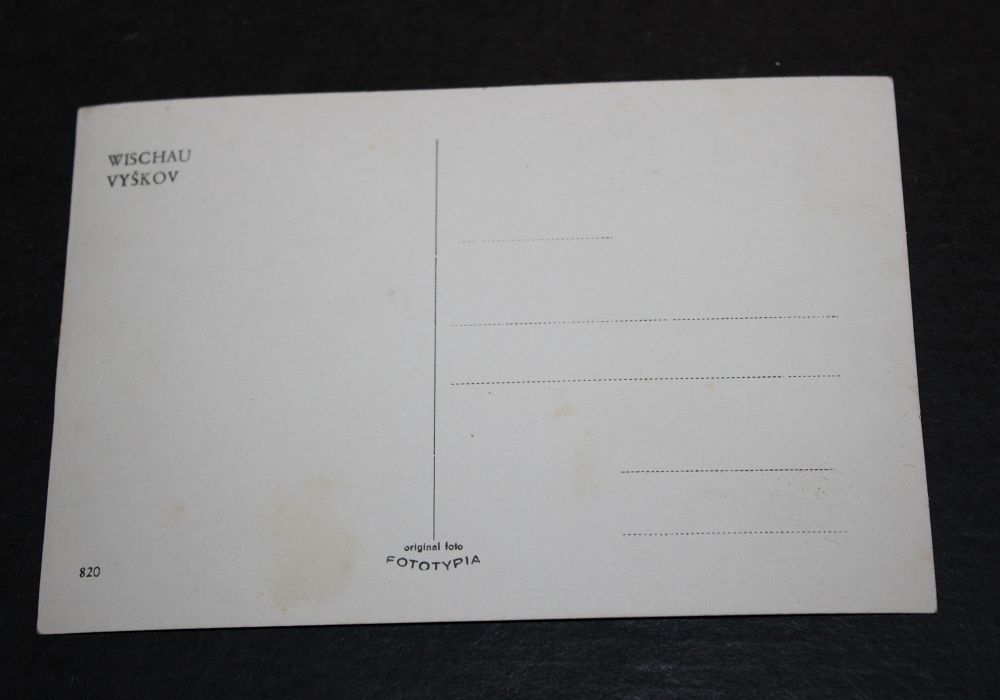 WISCHAU
VYŠKOV
original foto
FOTOTYPIA
820